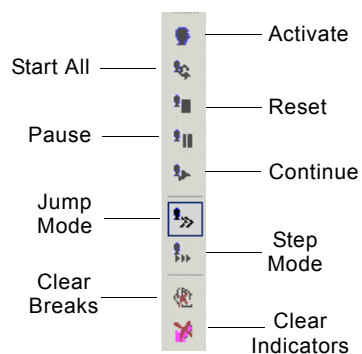 Activate
Start All
Reset
Pause
Continue
Jump
Mode
Step
Mode
Clear
Breaks
Clear
Indicators